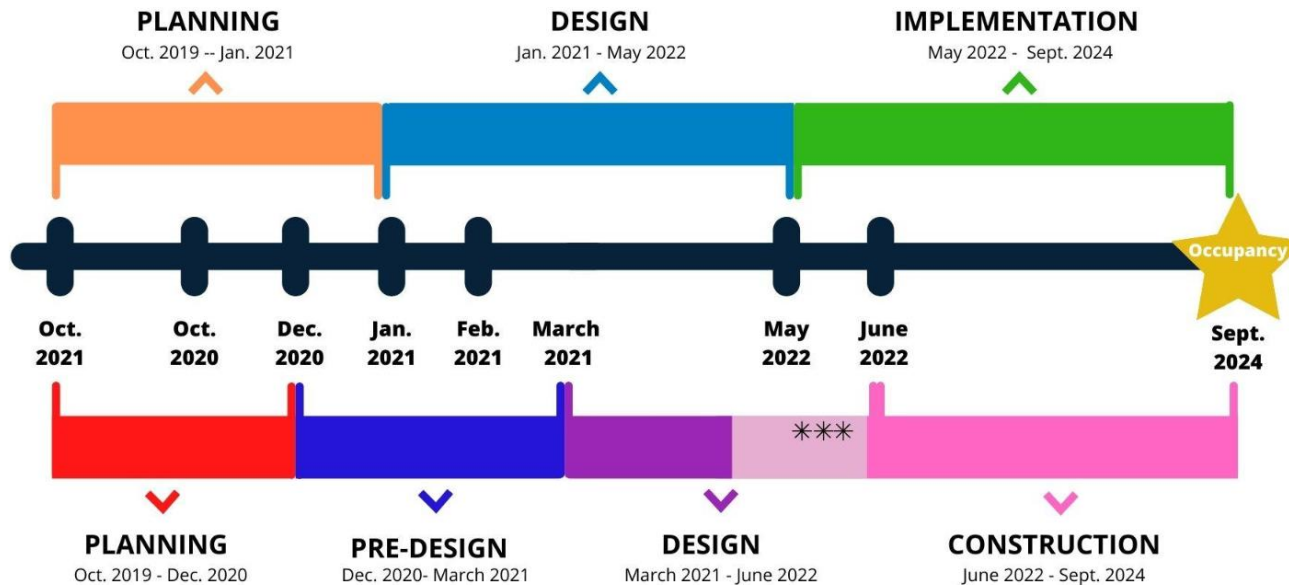 PLANNING
Oct. 2019 -- Jan. 2021
DESIGN
Jan. 2021 - May 2022
IMPLEMENTATION
May 2022 - Sept. 2024
Occupancy
Oct.
2021
Oct.
2020
Dec.
2020
Jan.
2021
Feb.
2021
March
2021
May
2022
June
2022
Sept.
2024
***
PLANNING
Oct. 2019 - Dec. 2020
PRE-DESIGN
Dec. 2020- March 2021
DESIGN
March 2021 - June 2022
CONSTRUCTION
June 2022 - Sept. 2024